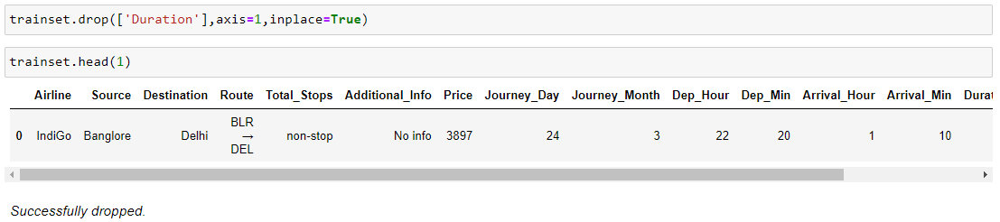 trainset.drop(['Duration'],axis=1,inplace=True)
trainset.head(1)
Airline Source Destination Route Total_Stops Additional_Info Price Journey_Day Journey_Month Dep_Hour Dep_Min Arrival_Hour Arrival_Min Durat
0 IndiGo Banglore Delhi BLR → DEL non-stop No info 3897 24 3 22 20 1 10
Successfully dropped.